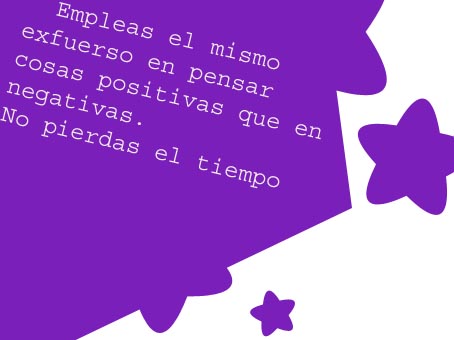 Empleas el mismo
exfuerso en pensar
cosas positivas que en
negativas.
No pierdas el tiempo